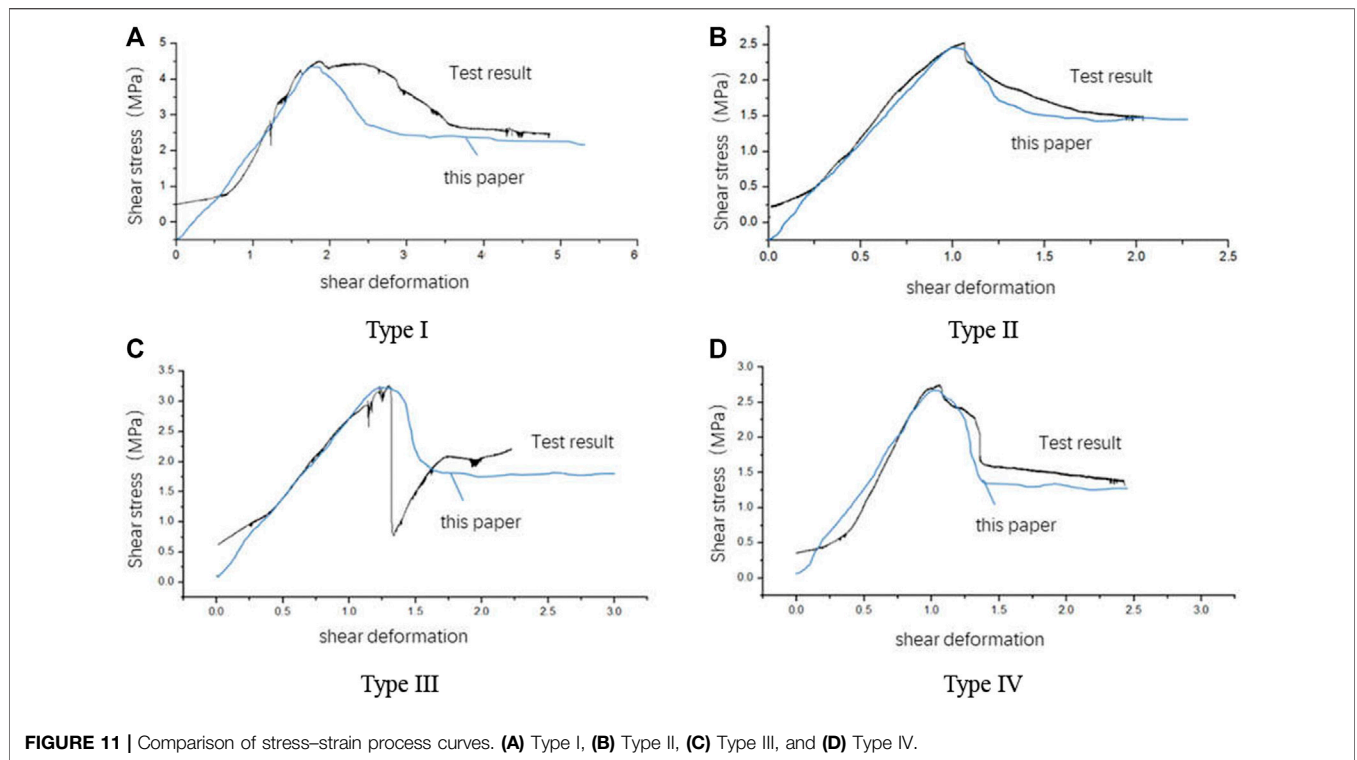 A
Shear stress (MPa)
5
4
3
2
1
0
0 1 2 3 4 5 6
Test result
this paper
shear deformation
Type I
B
Shear stress (MPa)
2.5
2.0
1.5
1.0
0.5
0.0
0.0 0.5 1.0 1.5 2.0 2.5
Test result
this paper
shear deformation
Type II
C
Shear stress (MPa)
3.5
3.0
2.5
2.0
1.5
1.0
0.5
0.0
0.0 0.5 1.0 1.5 2.0 2.5 3.0
Test result
this paper
shear deformation
Type III
D
Shear stress (MPa)
3.0
2.5
2.0
1.5
1.0
0.5
0.0
0.0 0.5 1.0 1.5 2.0 2.5 3.0
Test result
this paper
shear deformation
Type IV
FIGURE 11 | Comparison of stress–strain process curves. (A) Type I, (B) Type II, (C) Type III, and (D) Type IV.